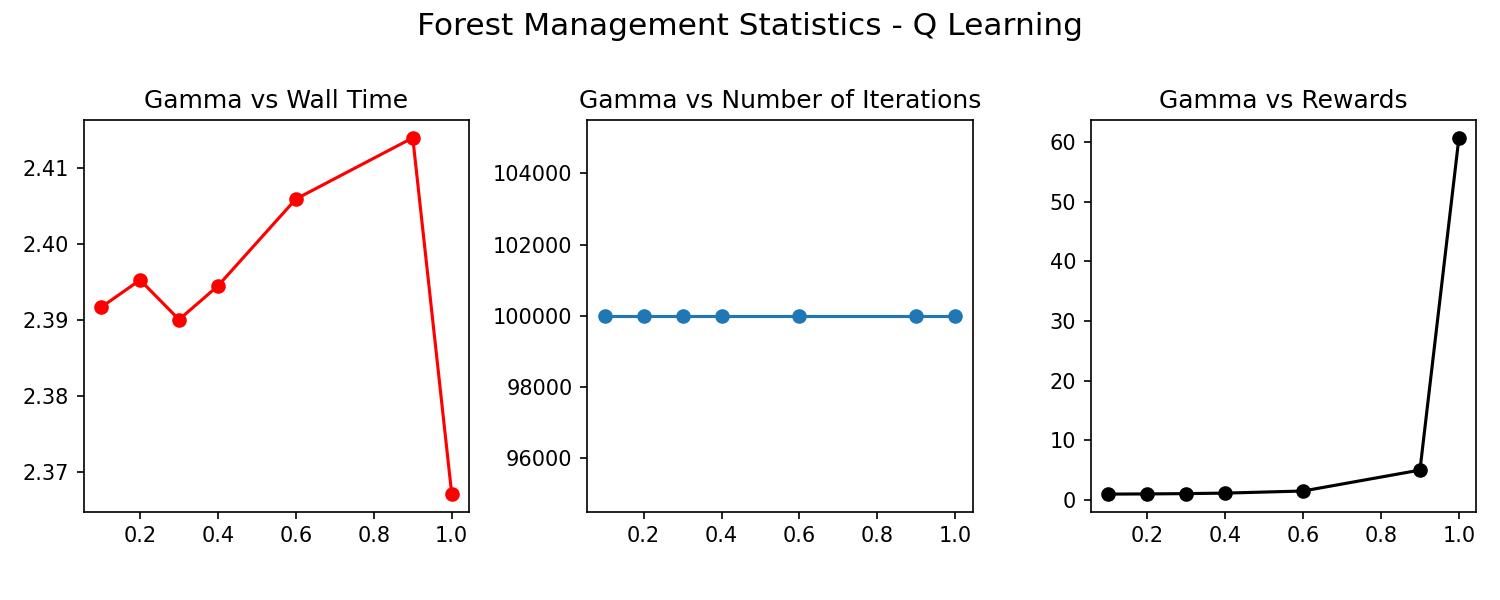 Forest Management Statistics - Q Learning
Gamma vs Wall Time
2.41
2.40
2.39
2.38
2.37
0.2 0.4 0.6 0.8 1.0
Gamma vs Number of Iterations
104000
102000
100000
98000
96000
0.2 0.4 0.6 0.8 1.0
Gamma vs Rewards
60
50
40
30
20
10
0
0.2 0.4 0.6 0.8 1.0